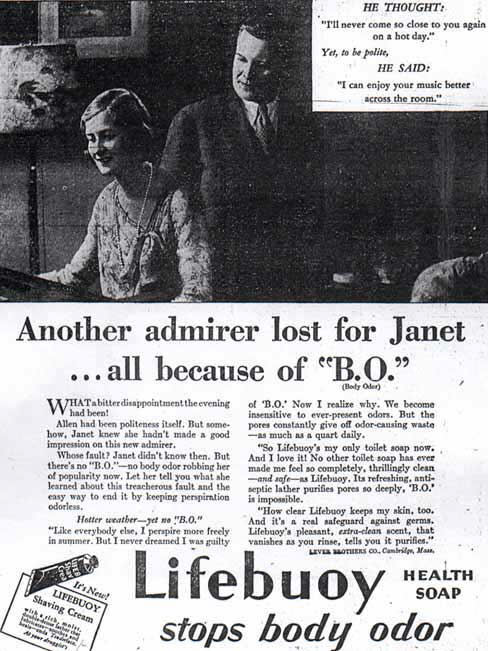 HE THOUGHT:
"I'll never come so close to you again
on a hot day."
Yet, to be polite,
HE SAID:
"I can enjoy your music better
across the room."
Another admirer lost for Janet
...all because of "B.O."
(Body Odor)
WHAT a bitter disappointment the evening
had been!
Allen had been politeness itself. But some-
how, Janet knew she hadn't made a good
impression on this new admirer.
Whose fault? Janet didn't know then. But
there's no "B.O."—no body odor robbing her
of popularity now. Let her tell you what she
learned about this treacherous fault and the
easy way to end it by keeping perspiration
odorless.
Hotter weather—yet no "B.O."
"Like everybody else, I perspire more freely
in summer. But I never dreamed I was guilty
of 'B.O.' Now I realize why. We become
insensitive to ever-present odors. But the
pores constantly give off odor-causing waste
—as much as a quart daily.
"So Lifebuoy's my only toilet soap now.
And I love it! No other toilet soap has ever
made me feel so completely, thrillingly clean
—and safe—as Lifebuoy. Its refreshing, anti-
septic lather purifies pores so deeply, 'B.O.'
is impossible.
"How clear Lifebuoy keeps my skin, too.
And it's a real safeguard against germs.
Lifebuoy's pleasant, extra-clean scent, that
vanishes as you rinse, tells you it purifies."
LEVER BROTHERS CO., Cambridge, Mass.
It's New!
LIFEBUOY
Shaving Cream
with a rich, moist,
double-dense lather that
At your druggist's
Lifebuoy
HEALTH
SOAP
stops body odor